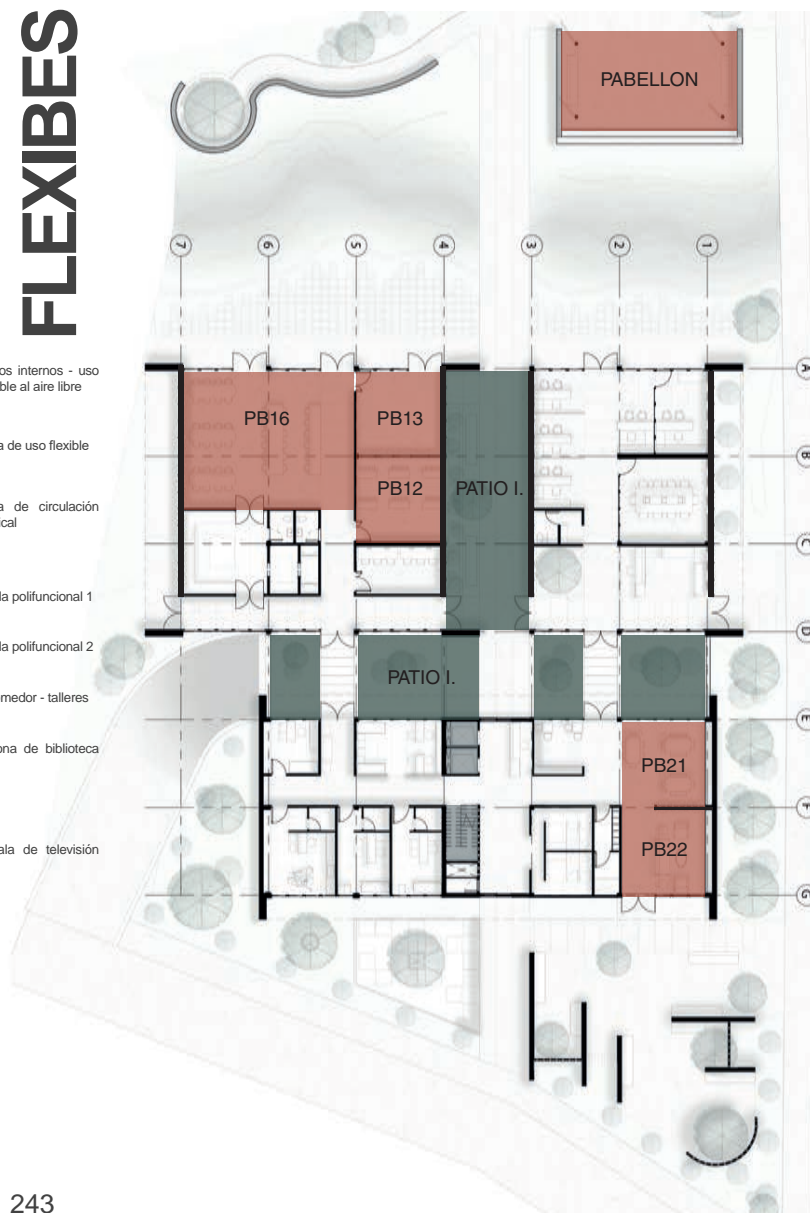 FLEXIBES
PABELLON
7
6
5
4
3
2
1
os internos - uso
ble al aire libre
a de uso flexible
a de circulación
ical
la polifuncional 1
la polifuncional 2
medor - talleres
ona de biblioteca
ala de televisión
A
PB16
PB13
B
PB12
PATIO I.
C
D
PATIO I.
E
PB21
F
PB22
G
243